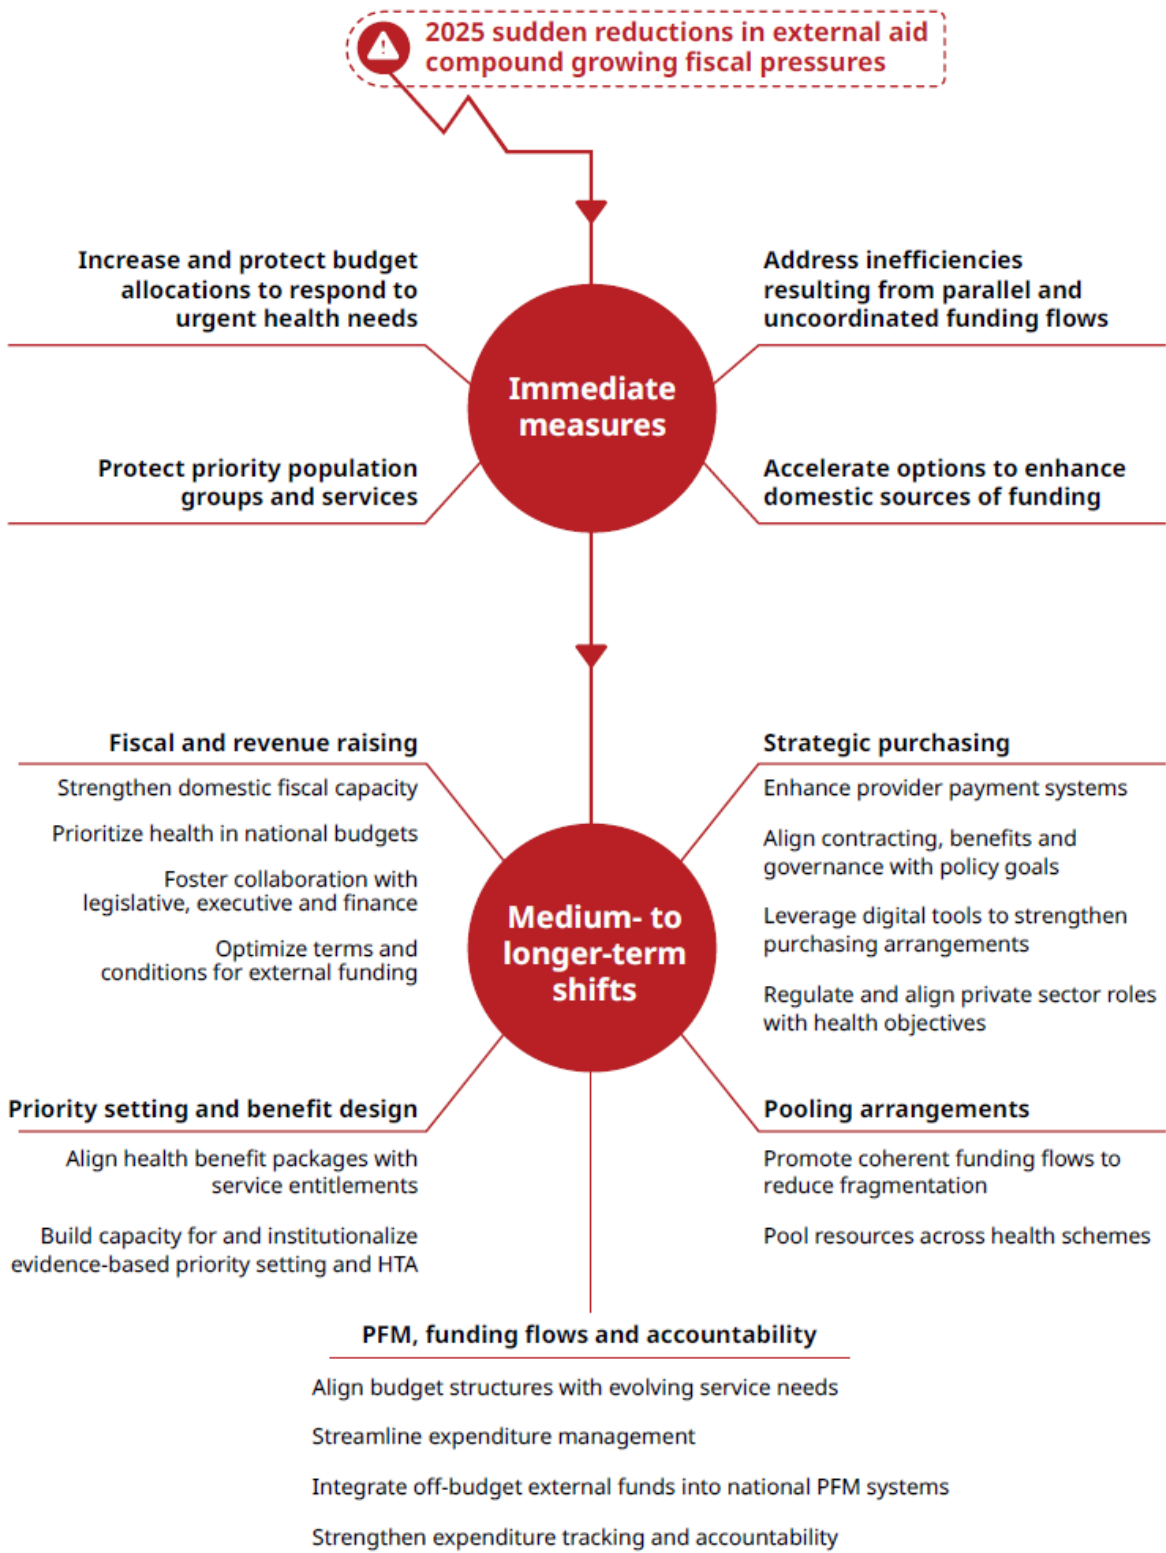 2025 sudden reductions in external aid
compound growing fiscal pressures
Increase and protect budget
allocations to respond to
urgent health needs
Address inefficiencies
resulting from parallel and
uncoordinated funding flows
Immediate
measures
Protect priority population
groups and services
Accelerate options to enhance
domestic sources of funding
Fiscal and revenue raising
Strengthen domestic fiscal capacity
Prioritize health in national budgets
Foster collaboration with
legislative, executive and finance
Optimize terms and
conditions for external funding
Strategic purchasing
Enhance provider payment systems
Align contracting, benefits and
governance with policy goals
Leverage digital tools to strengthen
purchasing arrangements
Regulate and align private sector roles
with health objectives
Medium- to
longer-term
shifts
Priority setting and benefit design
Align health benefit packages with
service entitlements
Build capacity for and institutionalize
evidence-based priority setting and HTA
Pooling arrangements
Promote coherent funding flows to
reduce fragmentation
Pool resources across health schemes
PFM, funding flows and accountability
Align budget structures with evolving service needs
Streamline expenditure management
Integrate off-budget external funds into national PFM systems
Strengthen expenditure tracking and accountability